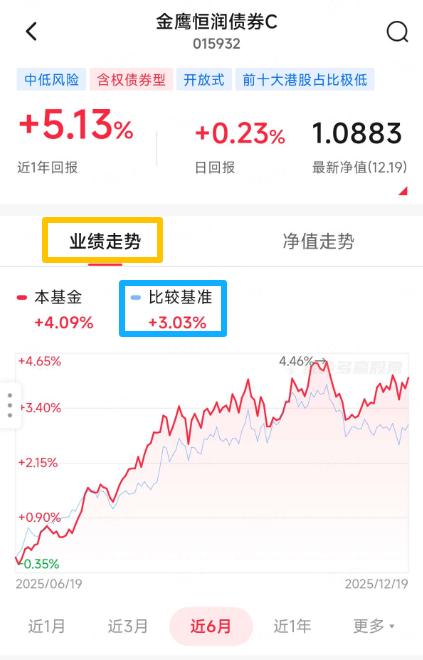 金鹰恒润债券C
015932
中低风险 含权债券型 开放式 前十大港股占比极低
+5.13% +0.23% 1.0883
近1年回报 日回报 最新净值(12.19)
业绩走势 净值走势
本基金 比较基准
+4.09% +3.03%
+4.65%
4.46%→
+3.40%
+2.15%
+0.90%
-0.35%
2025/06/19 2025/12/19
近1月 近3月 近6月 近1年 更多